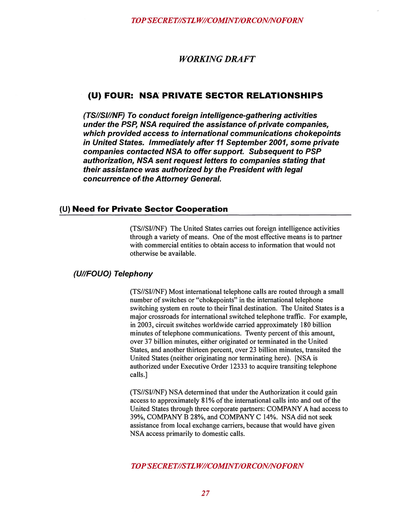 TOP SECRET//STLW//COMINT/ORCON/NOFORN
WORKING DRAFT
(U) FOUR: NSA PRIVATE SECTOR RELATIONSHIPS
(TS//SI//NF) To conduct foreign intelligence-gathering activities
under the PSP, NSA required the assistance of private companies,
which provided access to international communications chokepoints
in United States. Immediately after 11 September 2001, some private
companies contacted NSA to offer support. Subsequent to PSP
authorization, NSA sent request letters to companies stating that
their assistance was authorized by the President with legal
concurrence of the Attorney General.
(U) Need for Private Sector Cooperation
(TS//SI//NF) The United States carries out foreign intelligence activities
through a variety of means. One of the most effective means is to partner
with commercial entities to obtain access to information that would not
otherwise be available.
(U//FOUO) Telephony
(TS//SI//NF) Most international telephone calls are routed through a small
number of switches or "chokepoints" in the international telephone
switching system en route to their final destination. The United States is a
major crossroads for international switched telephone traffic. For example,
in 2003, circuit switches worldwide carried approximately 180 billion
minutes of telephone communications. Twenty percent of this amount,
over 37 billion minutes, either originated or terminated in the United
States, and another thirteen percent, over 23 billion minutes, transited the
United States (neither originating nor terminating here). [NSA is
authorized under Executive Order 12333 to acquire transiting telephone
calls.]
(TS//SI//NF) NSA determined that under the Authorization it could gain
access to approximately 81% of the international calls into and out of the
United States through three corporate partners: COMPANY A had access to
39%, COMPANY B 28%, and COMPANY C 14%. NSA did not seek
assistance from local exchange carriers, because that would have given
NSA access primarily to domestic calls.
TOP SECRET//STLW//COMINT/ORCON/NOFORN
27